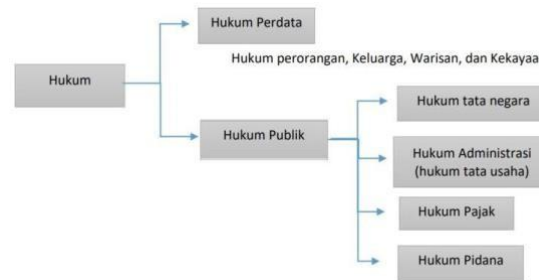 Hukum Perdata
Hukum perorangan, Keluarga, Warisan, dan Kekayaa
Hukum
Hukum tata negara
Hukum Publik
Hukum Administrasi
(hukum tata usaha)
Hukum Pajak
Hukum Pidana